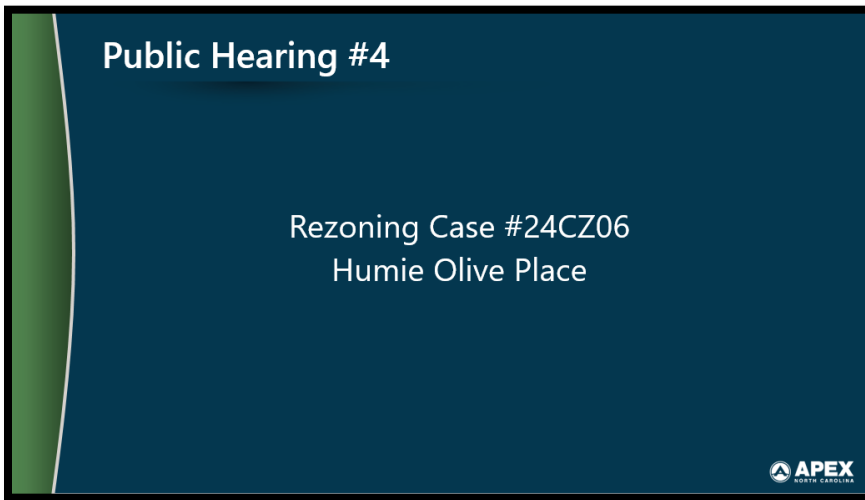 Public Hearing #4
Rezoning Case #24CZ06
Humie Olive Place
APEX
NORTH CAROLINA